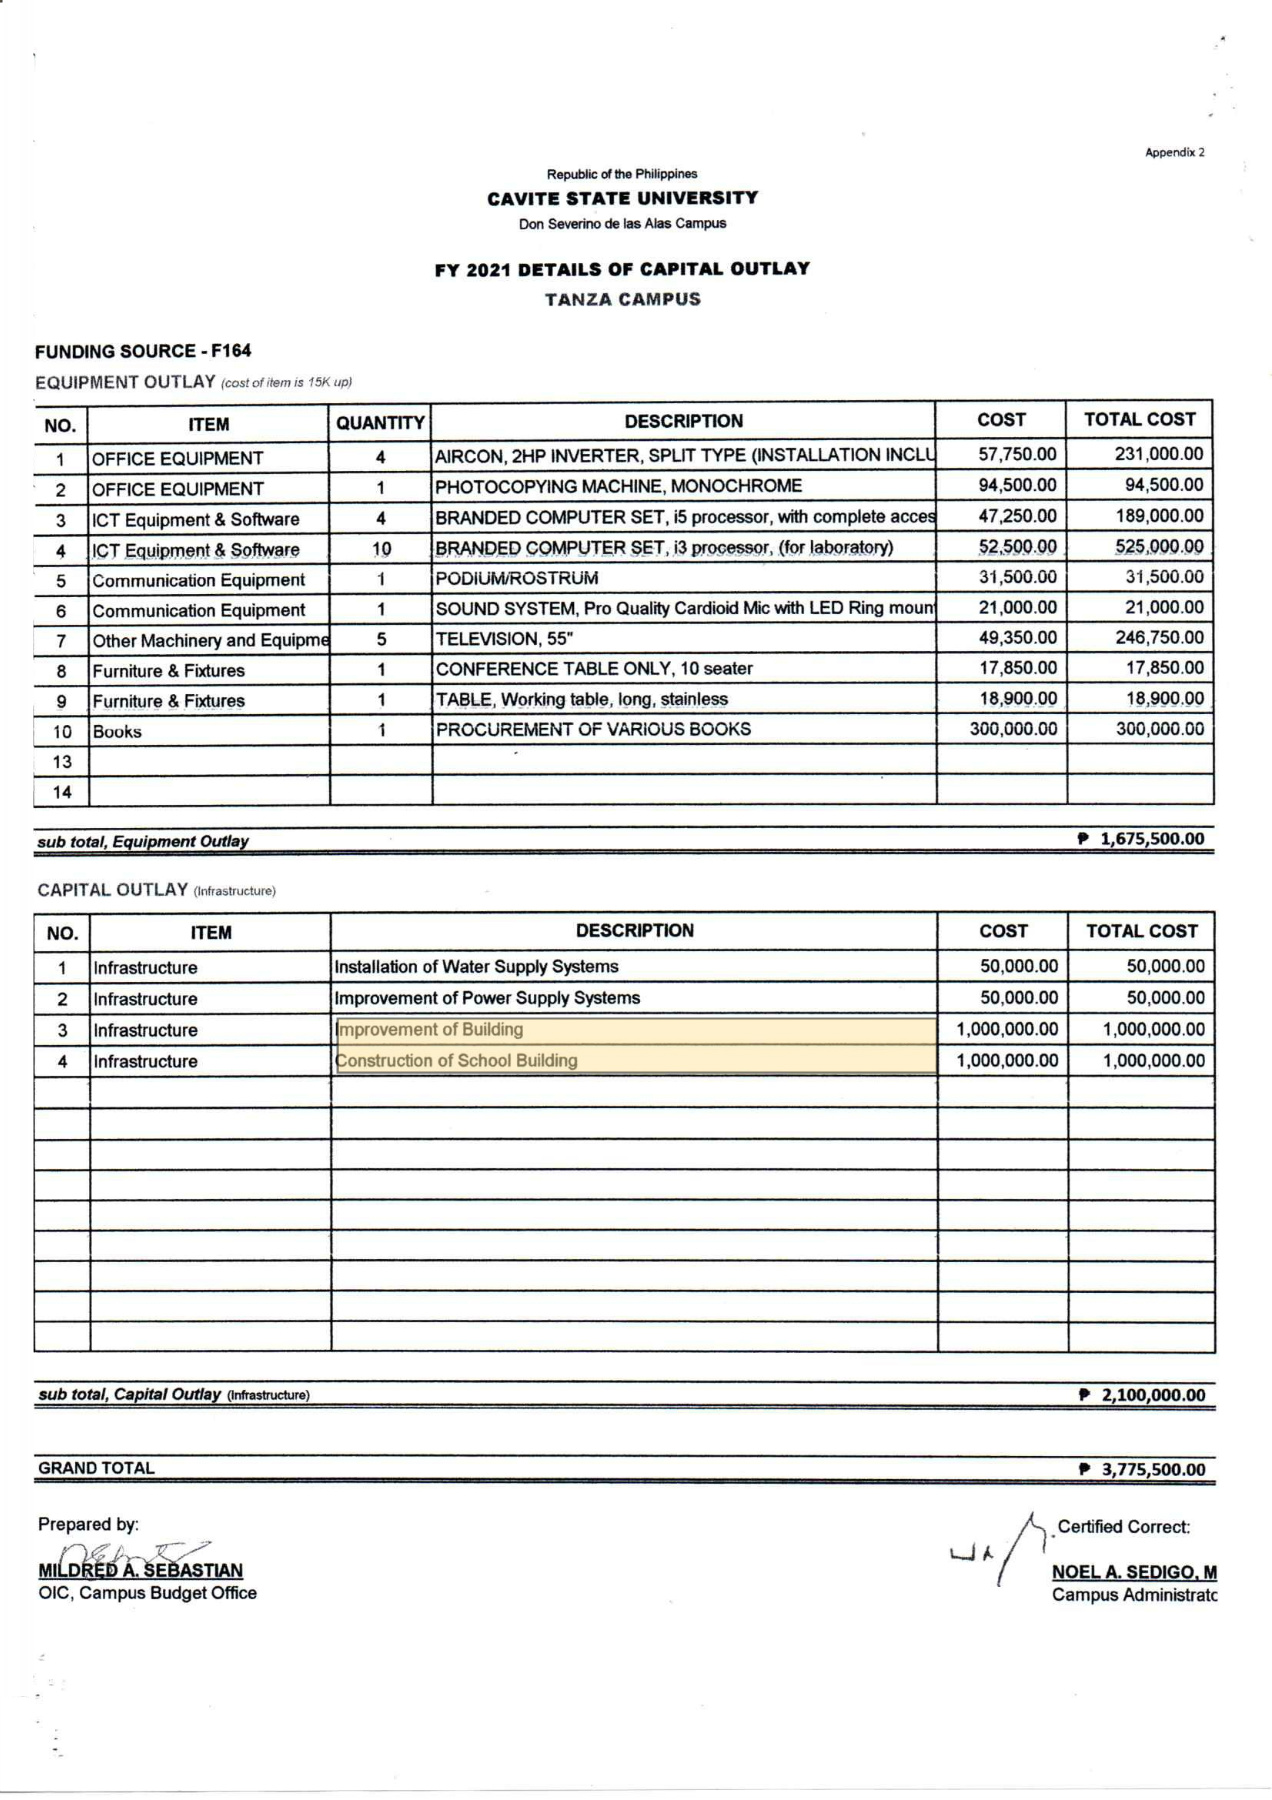 Appendix 2
Republic of the Philippines
CAVITE STATE UNIVERSITY
Don Severino de las Alas Campus
FY 2021 DETAILS OF CAPITAL OUTLAY
TANZA CAMPUS
FUNDING SOURCE - F164
EQUIPMENT OUTLAY (cost of item is 15K up)
NO. ITEM QUANTITY DESCRIPTION COST TOTAL COST
1 OFFICE EQUIPMENT 4 AIRCON, 2HP INVERTER, SPLIT TYPE (INSTALLATION INCLU 57,750.00 231,000.00
2 OFFICE EQUIPMENT 1 PHOTOCOPYING MACHINE, MONOCHROME 94,500.00 94,500.00
3 ICT Equipment & Software 4 BRANDED COMPUTER SET, i5 processor, with complete acces 47,250.00 189,000.00
4 ICT Equipment & Software 10 BRANDED COMPUTER SET, i3 processor, (for laboratory) 52,500.00 525,000.00
5 Communication Equipment 1 PODIUM/ROSTRUM 31,500.00 31,500.00
6 Communication Equipment 1 SOUND SYSTEM, Pro Quality Cardioid Mic with LED Ring moun 21,000.00 21,000.00
7 Other Machinery and Equipme 5 TELEVISION, 55" 49,350.00 246,750.00
8 Furniture & Fixtures 1 CONFERENCE TABLE ONLY, 10 seater 17,850.00 17,850.00
9 Furniture & Fixtures 1 TABLE, Working table, long, stainless 18,900.00 18,900.00
10 Books 1 PROCUREMENT OF VARIOUS BOOKS 300,000.00 300,000.00
13
14
sub total, Equipment Outlay ₱ 1,675,500.00
CAPITAL OUTLAY (Infrastructure)
NO. ITEM DESCRIPTION COST TOTAL COST
1 Infrastructure Installation of Water Supply Systems 50,000.00 50,000.00
2 Infrastructure Improvement of Power Supply Systems 50,000.00 50,000.00
3 Infrastructure Improvement of Building 1,000,000.00 1,000,000.00
4 Infrastructure Construction of School Building 1,000,000.00 1,000,000.00
sub total, Capital Outlay (Infrastructure) ₱ 2,100,000.00
GRAND TOTAL ₱ 3,775,500.00
Prepared by: Certified Correct:
MILDRED A. SEBASTIAN NOEL A. SEDIGO, M
OIC, Campus Budget Office Campus Administratc